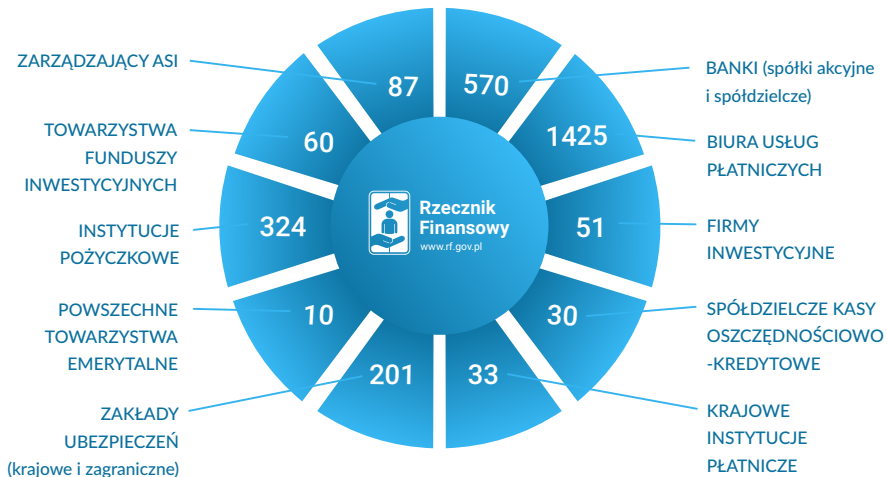 ZARZĄDZAJĄCY ASI
87
570
BANKI (spółki akcyjne
i spółdzielcze)
TOWARZYSTWA
FUNDUSZY
INWESTYCYJNYCH
60
1425
BIURA USŁUG
PŁATNICZYCH
INSTYTUCJE
POŻYCZKOWE
324
Rzecznik
Finansowy
www.rf.gov.pl
51
FIRMY
INWESTYCYJNE
POWSZECHNE
TOWARZYSTWA
EMERYTALNE
10
30
SPÓŁDZIELCZE KASY
OSZCZĘDNOŚCIOWO
-KREDYTOWE
ZAKŁADY
UBEZPIECZEŃ
(krajowe i zagraniczne)
201
33
KRAJOWE
INSTYTUCJE
PŁATNICZE